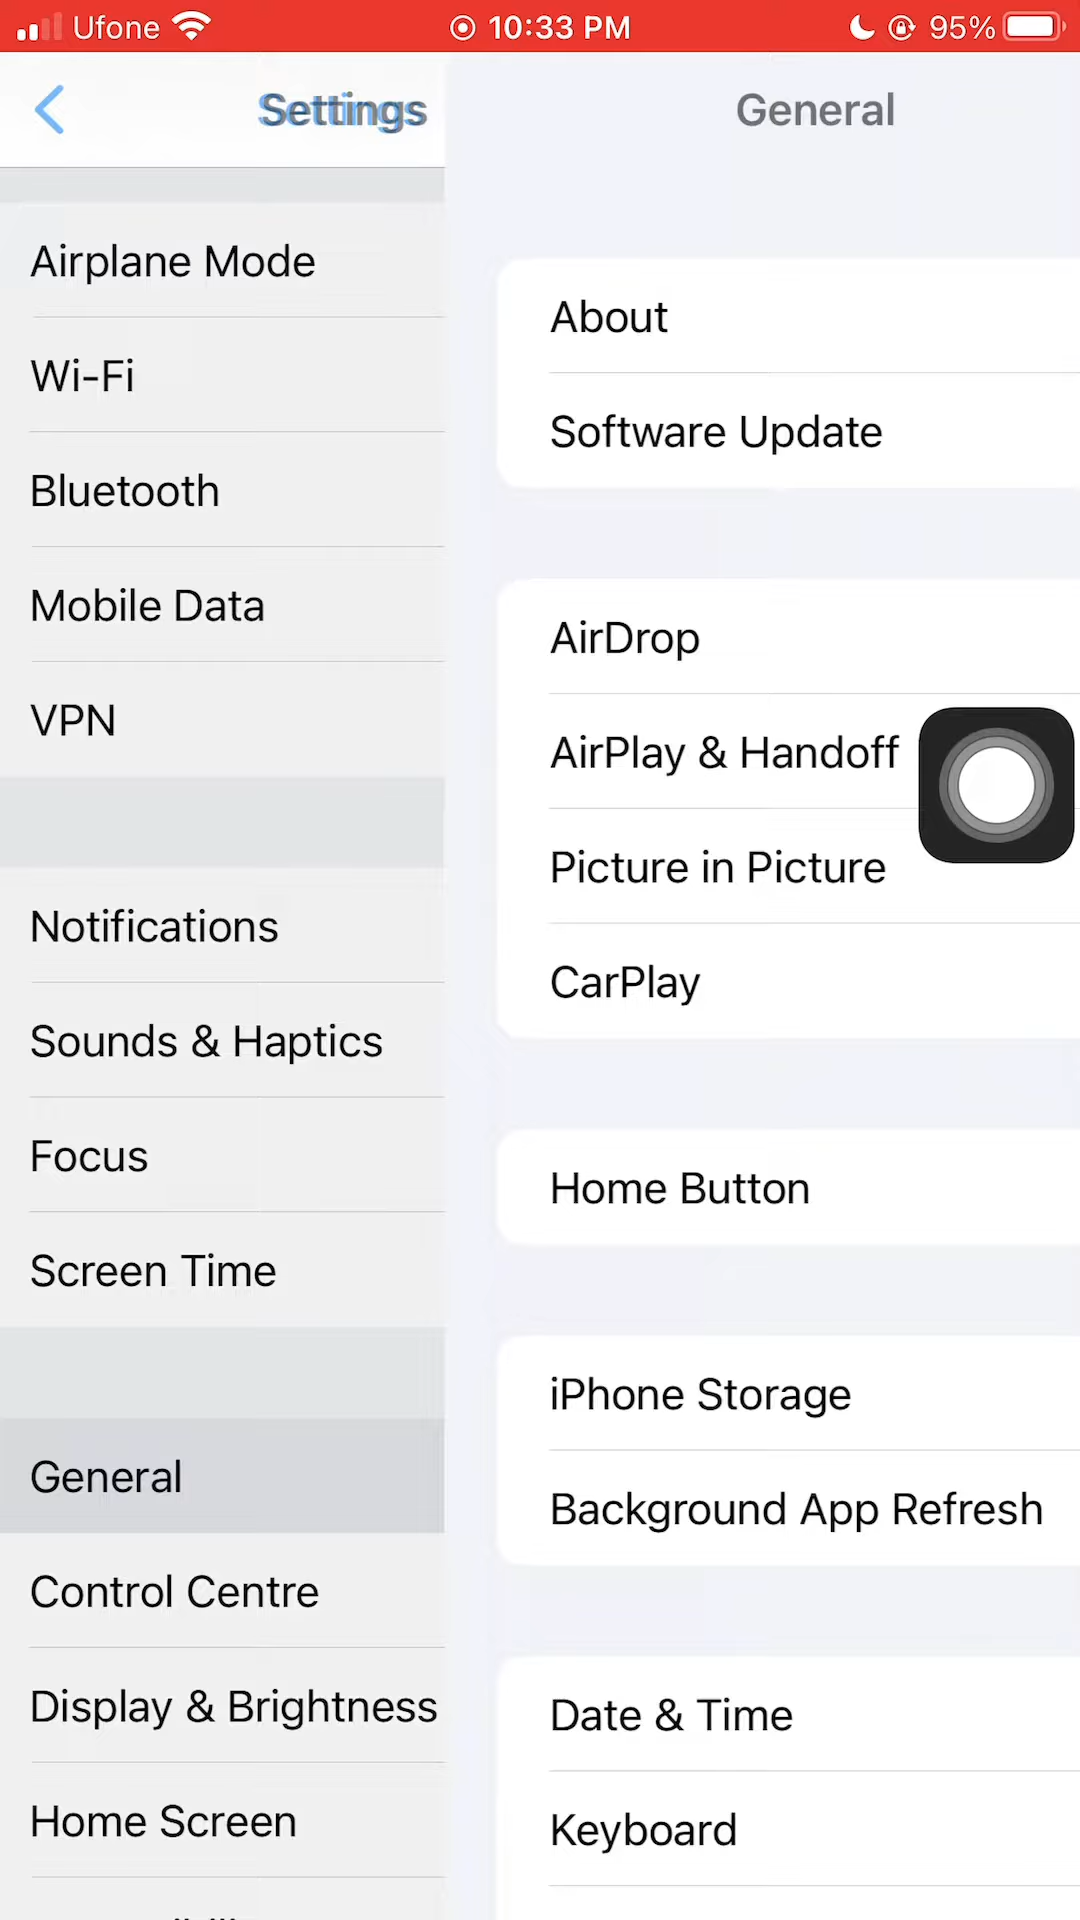 Ufone 10:33 PM 95%
Settings
Airplane Mode
Wi-Fi
Bluetooth
Mobile Data
VPN
Notifications
Sounds & Haptics
Focus
Screen Time
General
Control Centre
Display & Brightness
Home Screen
General
About
Software Update
AirDrop
AirPlay & Handoff
Picture in Picture
CarPlay
Home Button
iPhone Storage
Background App Refresh
Date & Time
Keyboard